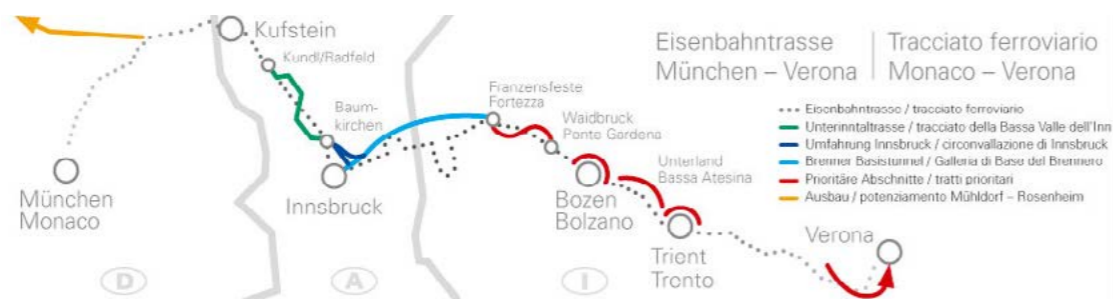 Kufstein
Kundl/Radfeld
Baum-
kirchen
Innsbruck
München
Monaco
Franzensfeste
Fortezza
Waidbruck
Ponte Gardena
Unterland
Bassa Atesina
Bozen
Bolzano
Trient
Trento
Verona
D
A
I
Eisenbahntrasse
München – Verona
Tracciato ferroviario
Monaco – Verona
Eisenbahntrasse / tracciato ferroviario
Unterinntaltrasse / tracciato della Bassa Valle dell'Inn
Umfahrung Innsbruck / circonvallazione di Innsbruck
Brenner Basistunnel / Galleria di Base del Brennero
Prioritäre Abschnitte / tratti prioritari
Ausbau / potenziamento Mühldorf – Rosenheim